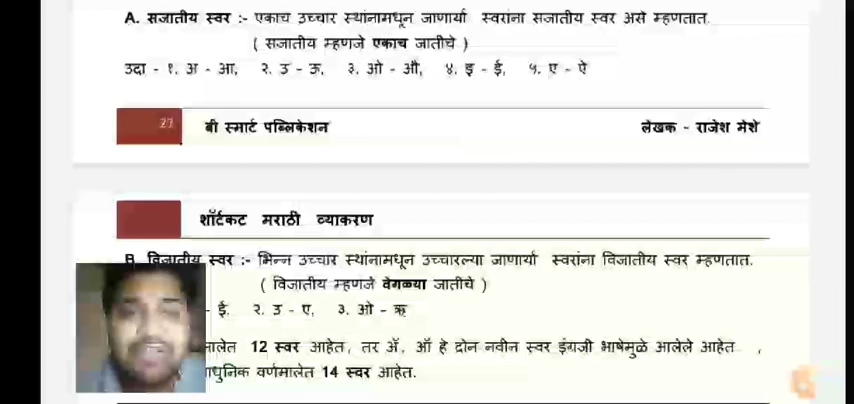 A. सजातीय स्वर :- एकाच उच्चार स्थांनामधून जाणार्या स्वरांना सजातीय स्वर असे म्हणतात.
( सजातीय म्हणजे एकाच जातीचे )
उदा - १. अ - आ, २. उ - ऊ, ३. ओ - औ, ४. इ - ई, ५. ए - ऐ
27 बी स्मार्ट पब्लिकेशन लेखक - राजेश मेशे
शॉर्टकट मराठी व्याकरण
B. विजातीय स्वर :- भिन्न उच्चार स्थांनामधून उच्चारल्या जाणार्या स्वरांना विजातीय स्वर म्हणतात.
( विजातीय म्हणजे वेगळ्या जातीचे )
- ई. २. उ - ए, ३. ओ - ऋ
12 स्वर आहेत, तर ॲ, ऑ हे दोन नवीन स्वर इंग्रजी भाषेमुळे आलेले आहेत ,
वर्णमालेत 14 स्वर आहेत.